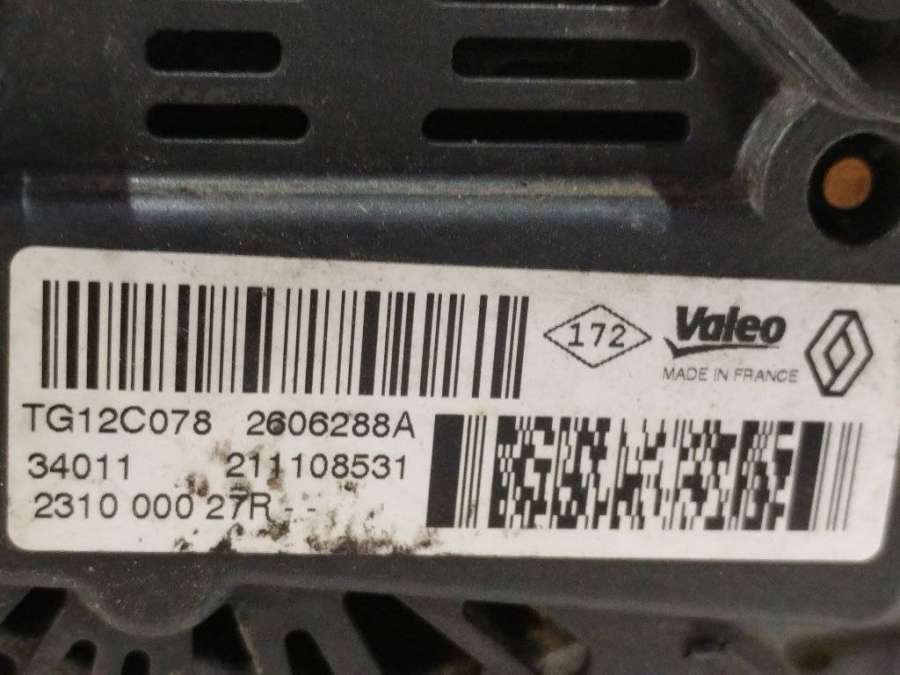 172
Valeo
MADE IN FRANCE
TG12C078 2606288A
34011 211108531
2310 000 27R - -